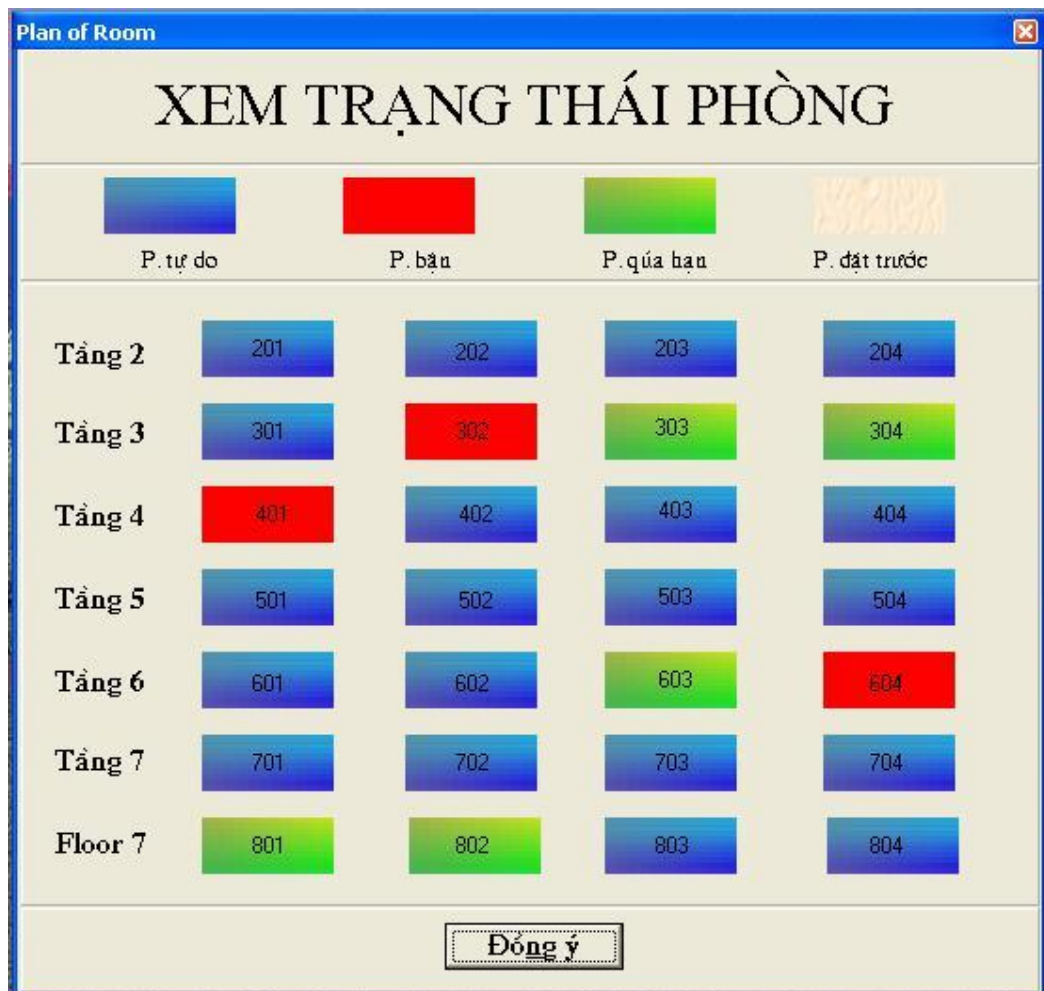 Plan of Room
XEM TRẠNG THÁI PHÒNG
P. tự do P. bận P. qúa hạn P. đặt trước
Tầng 2 201 202 203 204
Tầng 3 301 302 303 304
Tầng 4 401 402 403 404
Tầng 5 501 502 503 504
Tầng 6 601 602 603 604
Tầng 7 701 702 703 704
Floor 7 801 802 803 804
Đồng ý